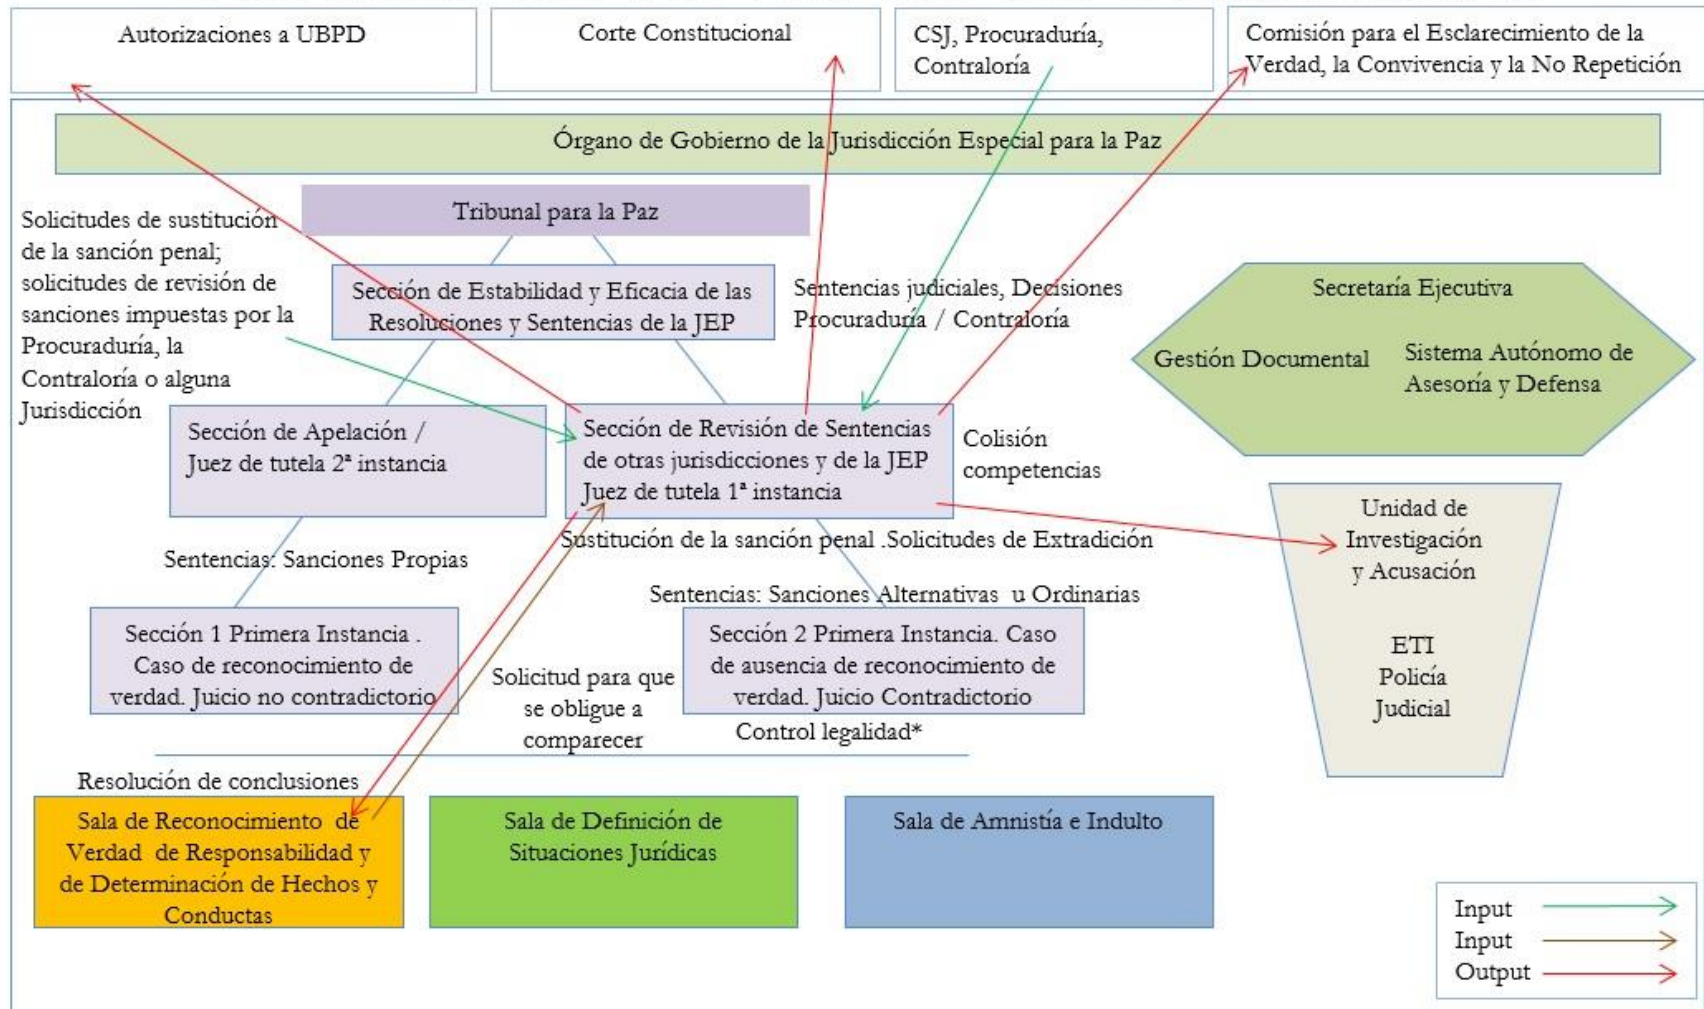 Autorizaciones a UBPD
Corte Constitucional
CSJ, Procuraduría,
Contraloría
Comisión para el Esclarecimiento de la
Verdad, la Convivencia y la No Repetición
Órgano de Gobierno de la Jurisdicción Especial para la Paz
Tribunal para la Paz
Solicitudes de sustitución
de la sanción penal;
solicitudes de revisión de
sanciones impuestas por la
Procuraduría, la
Contraloría o alguna
Jurisdicción
Sección de Estabilidad y Eficacia de las
Resoluciones y Sentencias de la JEP
Sentencias judiciales, Decisiones
Procuraduría / Contraloría
Secretaría Ejecutiva
Gestión Documental
Sistema Autónomo de
Asesoría y Defensa
Sección de Apelación /
Juez de tutela 2ª instancia
Sección de Revisión de Sentencias
de otras jurisdicciones y de la JEP
Juez de tutela 1ª instancia
Colisión
competencias
Unidad de
Investigación
y Acusación
ETI
Policía
Judicial
Sustitución de la sanción penal .Solicitudes de Extradición
Sentencias: Sanciones Propias
Sentencias: Sanciones Alternativas u Ordinarias
Sección 1 Primera Instancia .
Caso de reconocimiento de
verdad. Juicio no contradictorio
Solicitud para que
se obligue a
comparecer
Sección 2 Primera Instancia. Caso
de ausencia de reconocimiento de
verdad. Juicio Contradictorio
Control legalidad*
Resolución de conclusiones
Sala de Reconocimiento de
Verdad de Responsabilidad y
de Determinación de Hechos y
Conductas
Sala de Definición de
Situaciones Jurídicas
Sala de Amnistía e Indulto
Input
Input
Output